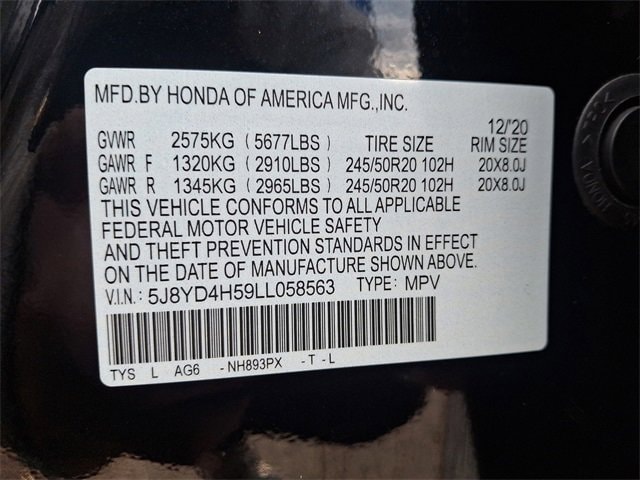 MFD.BY HONDA OF AMERICA MFG.,INC.
12/'20
GVWR 2575KG (5677LBS) TIRE SIZE RIM SIZE
GAWR F 1320KG (2910LBS) 245/50R20 102H 20X8.0J
GAWR R 1345KG (2965LBS) 245/50R20 102H 20X8.0J
THIS VEHICLE CONFORMS TO ALL APPLICABLE
FEDERAL MOTOR VEHICLE SAFETY
AND THEFT PREVENTION STANDARDS IN EFFECT
ON THE DATE OF MANUFACTURE SHOWN ABOVE.
V.I.N.: 5J8YD4H59LL058563 TYPE: MPV
TYS L AG6 -NH893PX -T-L
HONDA